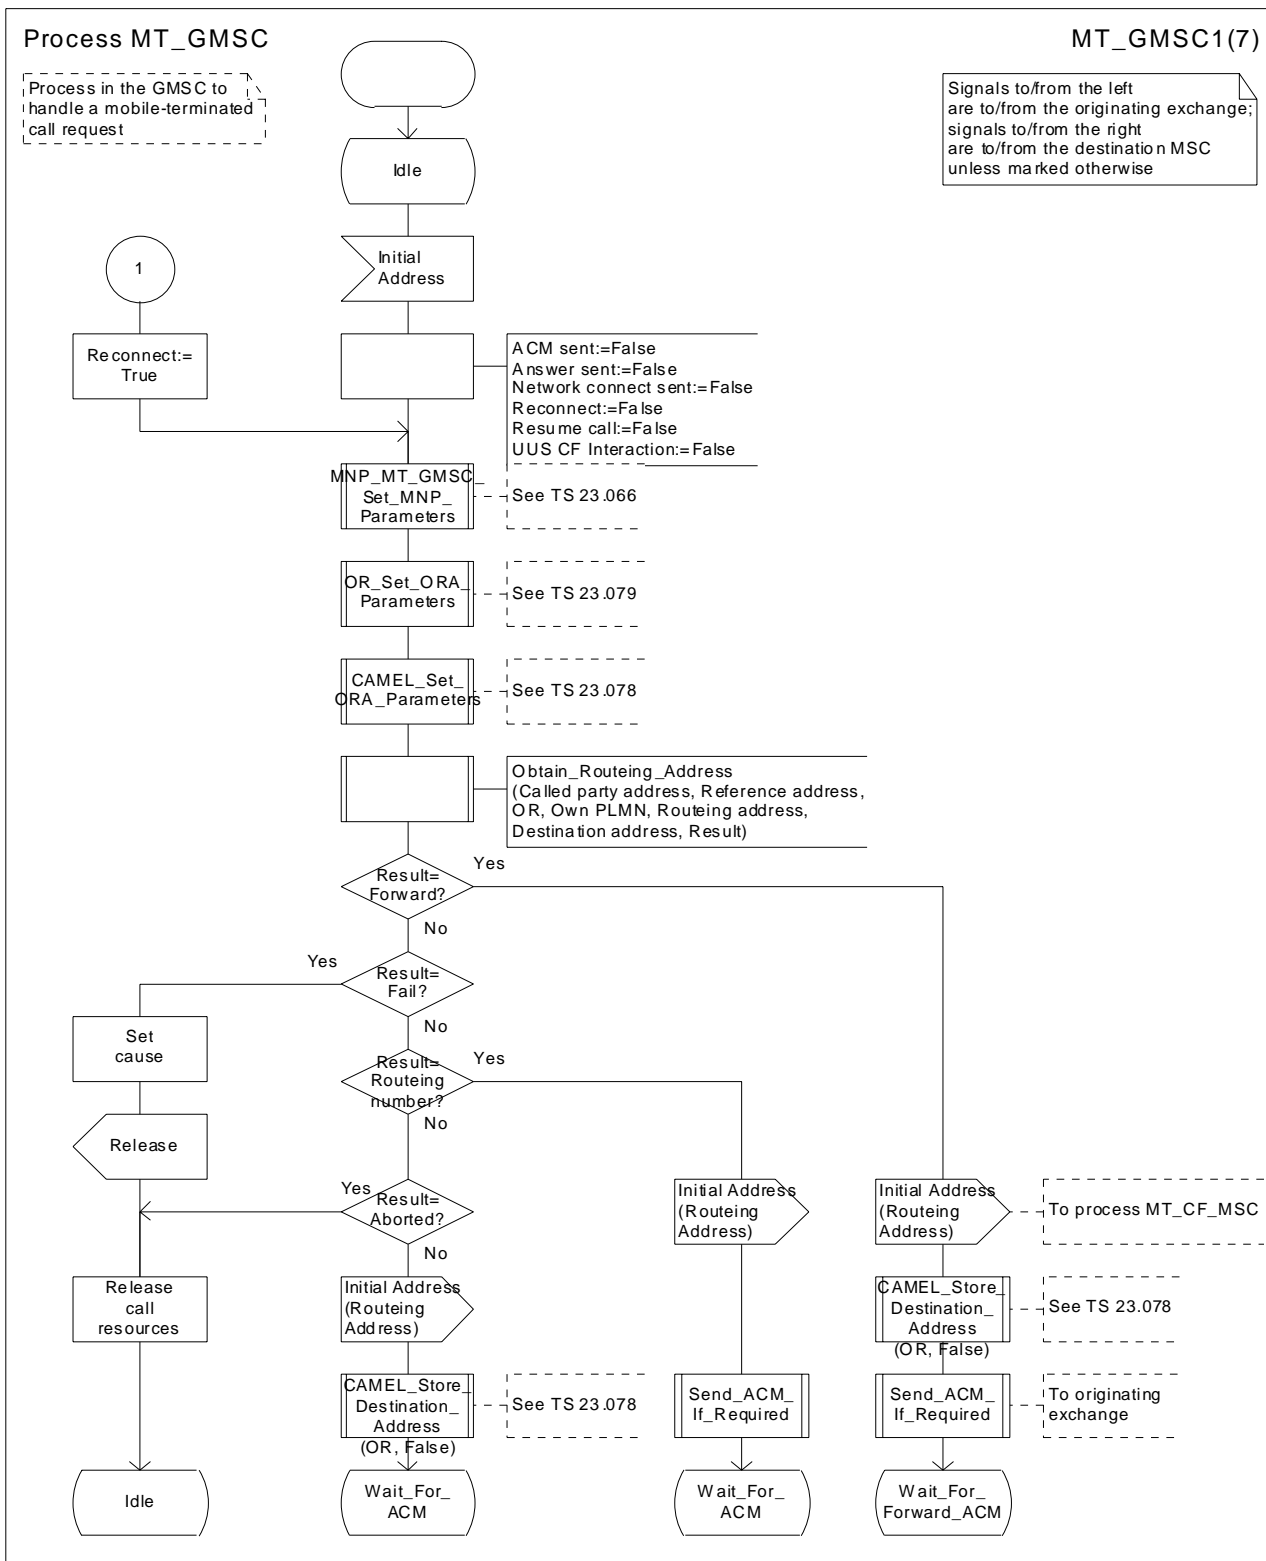 Process MT_GMSC
MT_GMSC1(7)
Process in the GMSC to
handle a mobile-terminated
call request
Signals to/from the left
are to/from the originating exchange;
signals to/from the right
are to/from the destination MSC
unless marked otherwise
Idle
Initial
Address
1
Reconnect:=
True
ACM sent:=False
Answer sent:=False
Network connect sent:=False
Reconnect:=False
Resume call:=False
UUS CF Interaction:=False
MNP_MT_GMSC_
Set_MNP_
Parameters
See TS 23.066
OR_Set_ORA_
Parameters
See TS 23.079
CAMEL_Set_
ORA_Parameters
See TS 23.078
Obtain_Routeing_Address
(Called party address, Reference address,
OR, Own PLMN, Routeing address,
Destination address, Result)
Result=
Forward?
Yes
No
Result=
Fail?
Yes
No
Set
cause
Result=
Routeing
number?
Yes
No
Release
Result=
Aborted?
Yes
No
Initial Address
(Routeing
Address)
Initial Address
(Routeing
Address)
To process MT_CF_MSC
Release
call
resources
Initial Address
(Routeing
Address)
CAMEL_Store_
Destination_
Address
(OR, False)
See TS 23.078
CAMEL_Store_
Destination_
Address
(OR, False)
See TS 23.078
Send_ACM_
If_Required
Send_ACM_
If_Required
To originating
exchange
Idle
Wait_For_
ACM
Wait_For_
ACM
Wait_For_
Forward_ACM